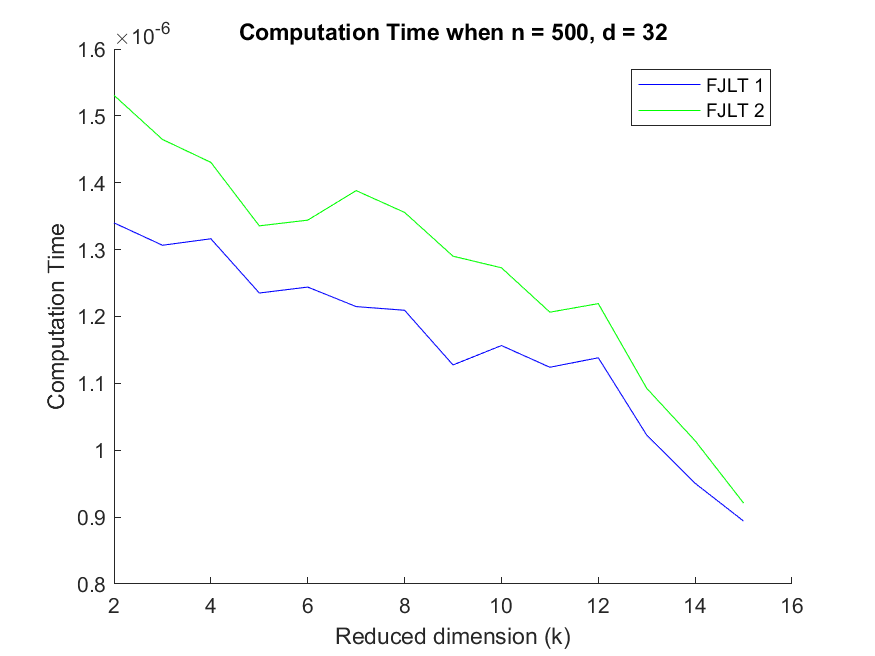 Computation Time when n = 500, d = 32
×10-6
1.6
1.5
1.4
1.3
1.2
1.1
1
0.9
0.8
Computation Time
FJLT 1
FJLT 2
2 4 6 8 10 12 14 16
Reduced dimension (k)